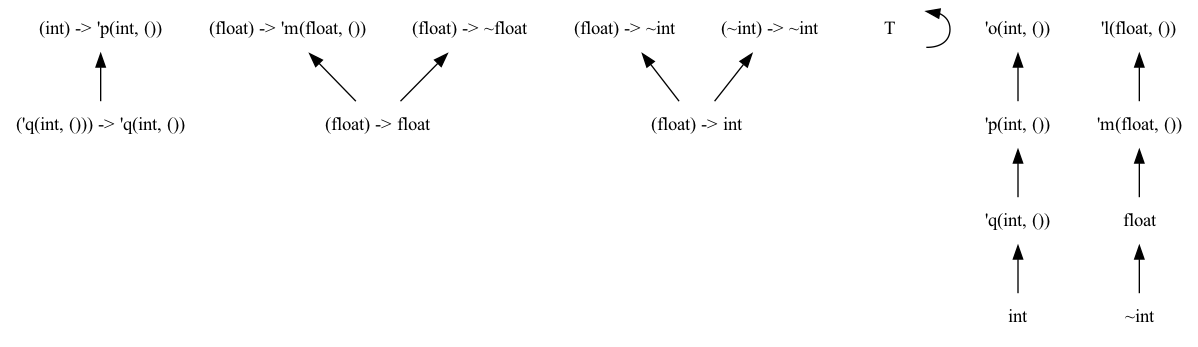 (int) -> 'p(int, ()) (float) -> 'm(float, ()) (float) -> ~float (float) -> ~int (~int) -> ~int T 'o(int, ()) 'l(float, ())
('q(int, ())) -> 'q(int, ()) (float) -> float (float) -> int 'p(int, ()) 'm(float, ())
'q(int, ()) float
int ~int